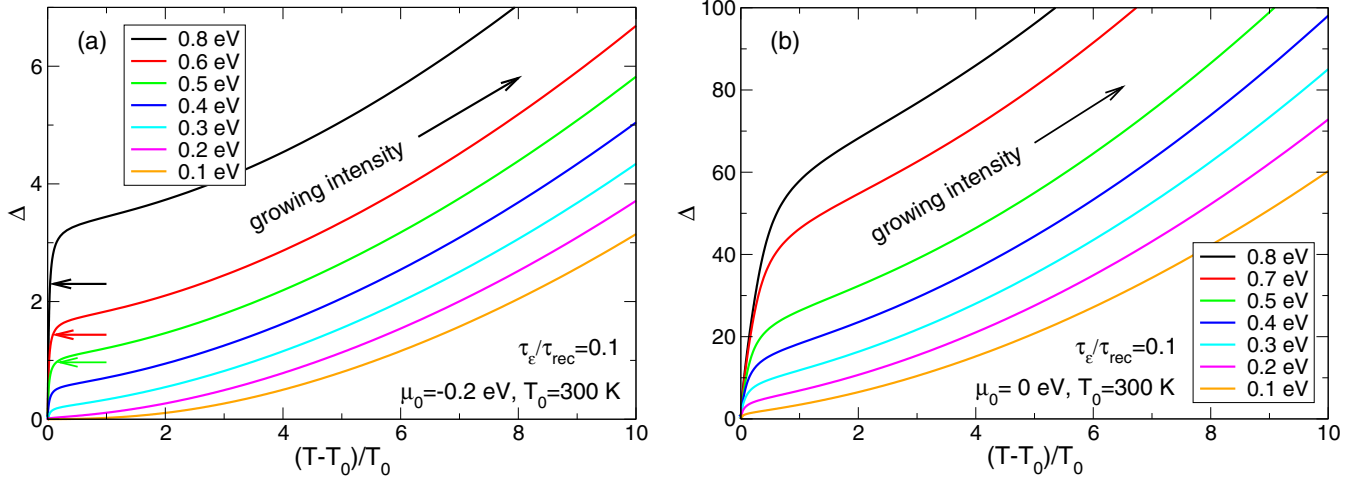 (a)
0.8 eV
0.6 eV
0.5 eV
0.4 eV
0.3 eV
0.2 eV
0.1 eV
growing intensity
τε/τrec=0.1
μ0=-0.2 eV, T0=300 K
Δ
0
2
4
6
0
2
4
6
8
10
(T-T0)/T0
(b)
growing intensity
0.8 eV
0.7 eV
0.5 eV
0.4 eV
0.3 eV
0.2 eV
0.1 eV
τε/τrec=0.1
μ0= 0 eV, T0=300 K
Δ
100
80
60
40
20
0
0
2
4
6
8
10
(T-T0)/T0